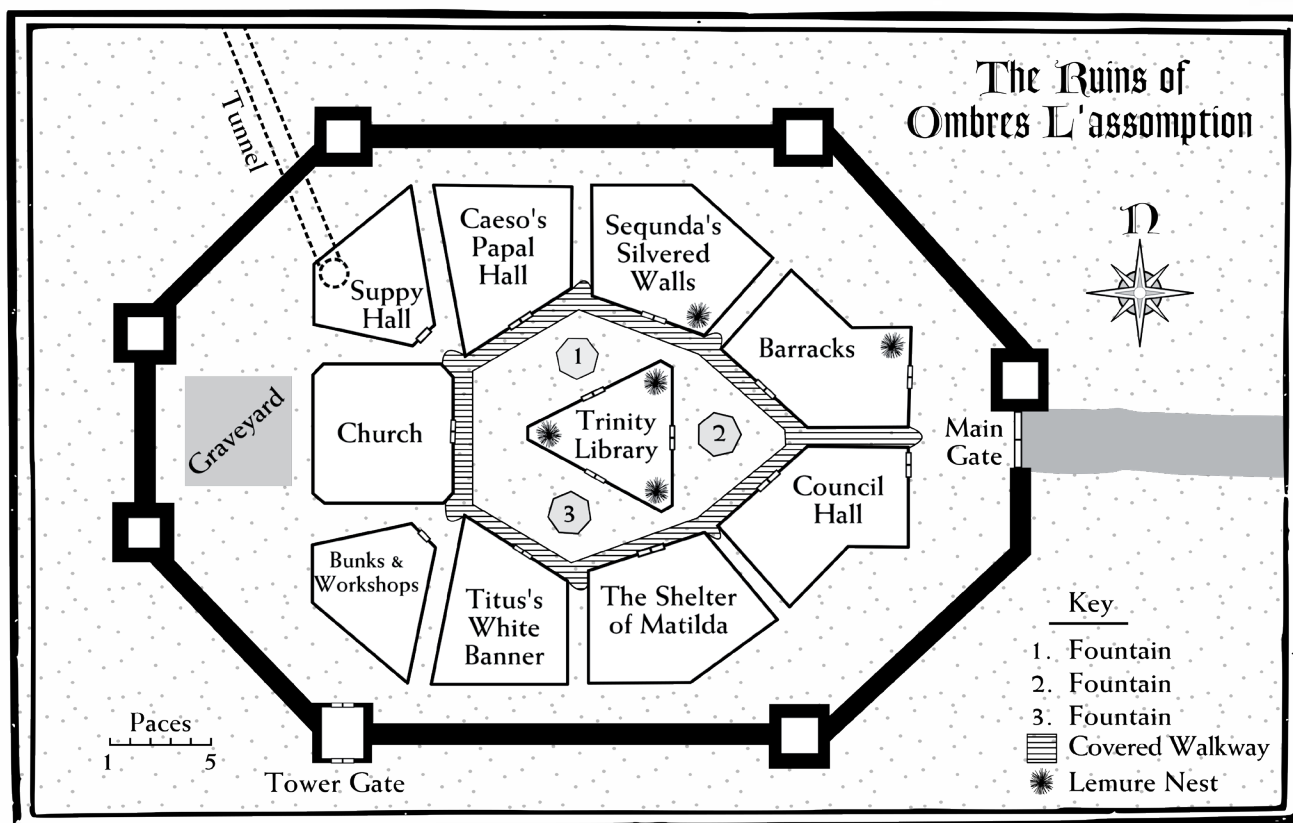 The Ruins of
Ombres L'assomption
N
Tunnel
Suppy
Hall
Caeso's
Papal
Hall
Sequnda's
Silvered
Walls
Barracks
1
Trinity
Library
2
3
Church
Graveyard
Main
Gate
Council
Hall
Bunks &
Workshops
Titus's
White
Banner
The Shelter
of Matilda
Paces
1 5
Tower Gate
Key
1. Fountain
2. Fountain
3. Fountain
Covered Walkway
Lemure Nest